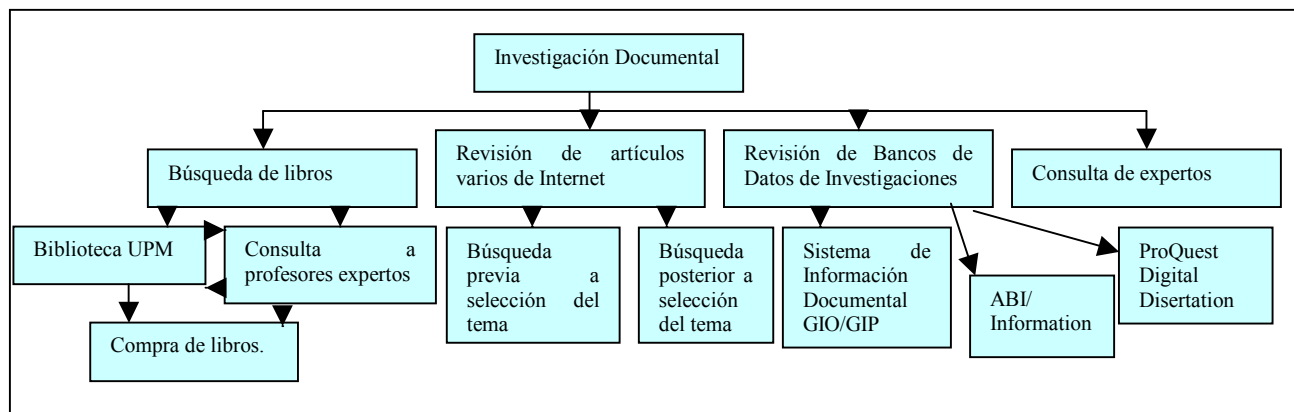 Investigación Documental
Búsqueda de libros
Revisión de artículos
varios de Internet
Revisión de Bancos de
Datos de Investigaciones
Consulta de expertos
Biblioteca UPM
Consulta a
profesores expertos
Compra de libros.
Búsqueda
previa a
selección del
tema
Búsqueda
posterior a
selección
del tema
Sistema de
Información
Documental
GIO/GIP
ABI/
Information
ProQuest
Digital
Disertation